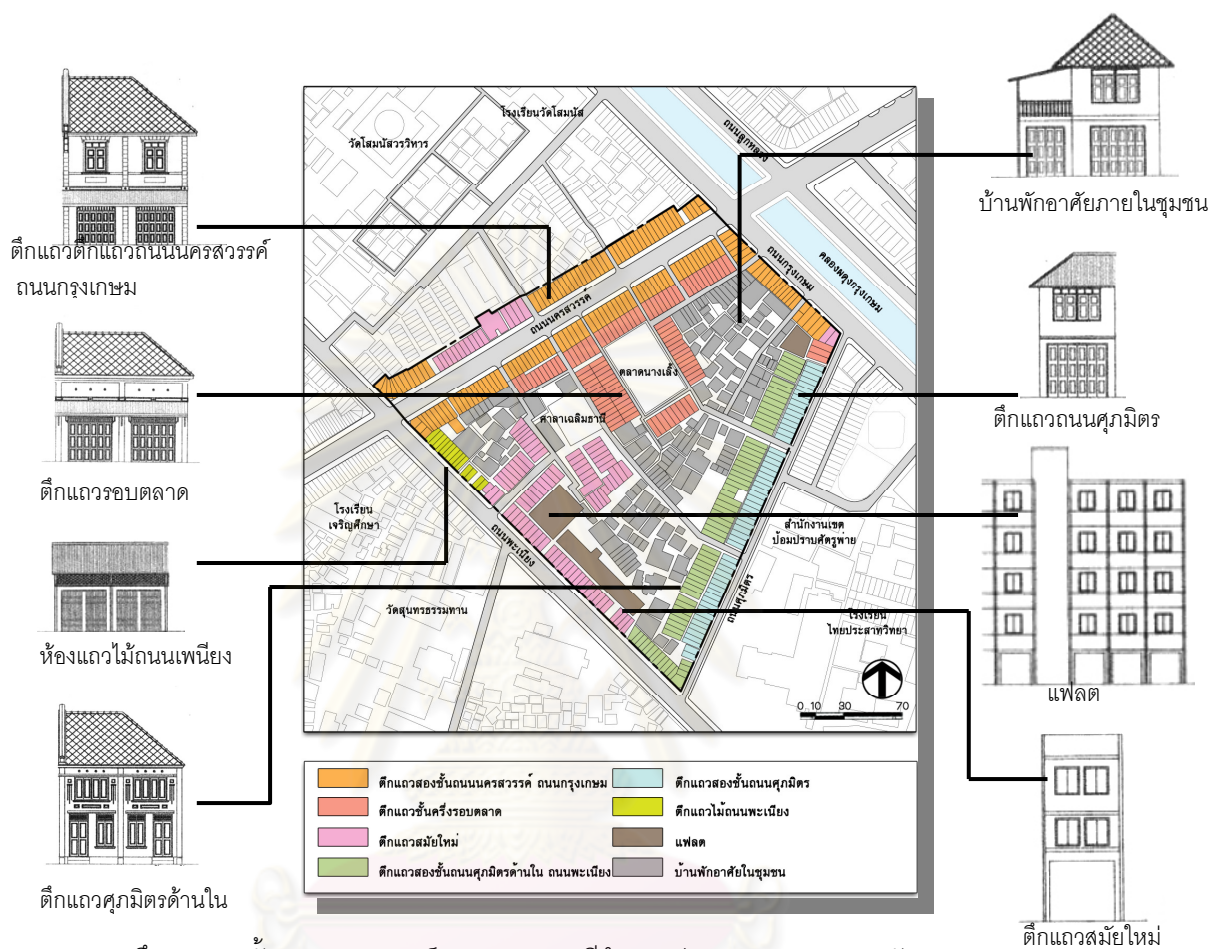 โรงเรียนวัดโสมนัส
วัดโสมนัสวรวิหาร
ถนนลูกหลวง
บ้านพักอาศัยภายในชุมชน
ตึกแถวตึกแถวถนนนครสวรรค์
ถนนกรุงเกษม
ถนนกรุงเกษม
คลองผดุงกรุงเกษม
ถนนนครสวรรค์
ตลาดนางเลิ้ง
ศาลาเฉลิมธานี
ตึกแถวถนนศุภมิตร
ตึกแถวรอบตลาด
โรงเรียน
เจริญศึกษา
ถนนพะเนียง
สำนักงานเขต
ป้อมปราบศัตรูพ่าย
วัดสุนทรธรรมทาน
ถนนศุภมิตร
โรงเรียน
ไทยประสาทวิทยา
ห้องแถวไม้ถนนเพนียง
แฟลต
0 10 30 70
ตึกแถวสองชั้นถนนนครสวรรค์ ถนนกรุงเกษม
ตึกแถวสองชั้นถนนศุภมิตร
ตึกแถวชั้นครึ่งรอบตลาด
ตึกแถวไม้ถนนพะเนียง
ตึกแถวสมัยใหม่
แฟลต
ตึกแถวสองชั้นถนนศุภมิตรด้านใน ถนนพะเนียง
บ้านพักอาศัยในชุมชน
ตึกแถวศุภมิตรด้านใน
ตึกแถวสมัยใหม่